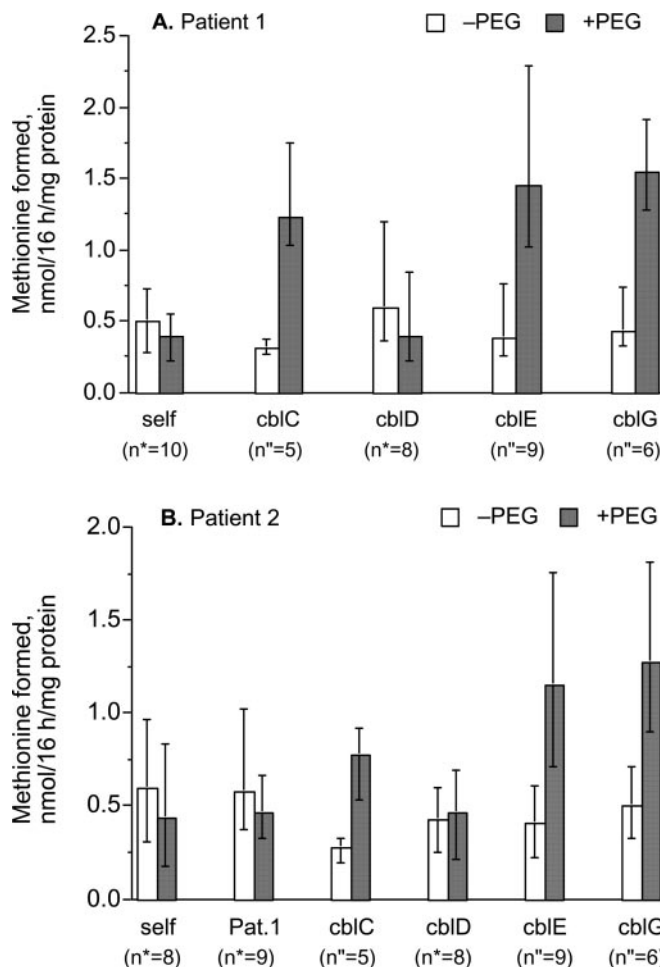 A. Patient 1 –PEG +PEG
Methionine formed,
nmol/16 h/mg protein
2.5
2.0
1.5
1.0
0.5
0.0
self cblC cblD cblE cblG
(n*=10) (n"=5) (n*=8) (n"=9) (n"=6)
B. Patient 2 –PEG +PEG
Methionine formed,
nmol/16 h/mg protein
2.0
1.5
1.0
0.5
0.0
self Pat.1 cblC cblD cblE cblG
(n*=8) (n*=9) (n"=5) (n*=8) (n"=9) (n"=6)